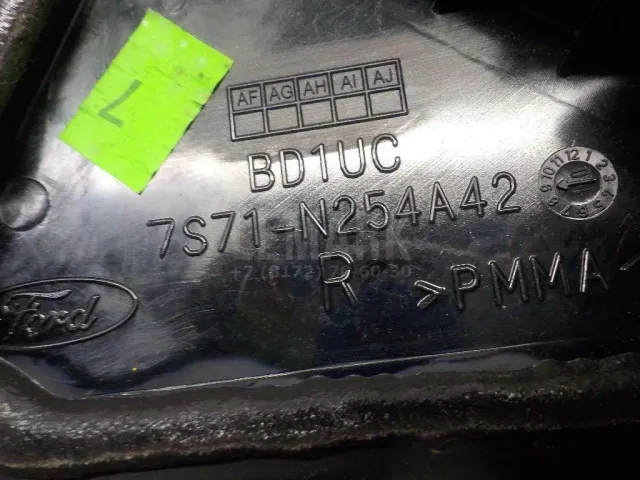 AF AG AH AI AJ
BD1UC
7S71-N254A42
R >PMMA
Ford
7